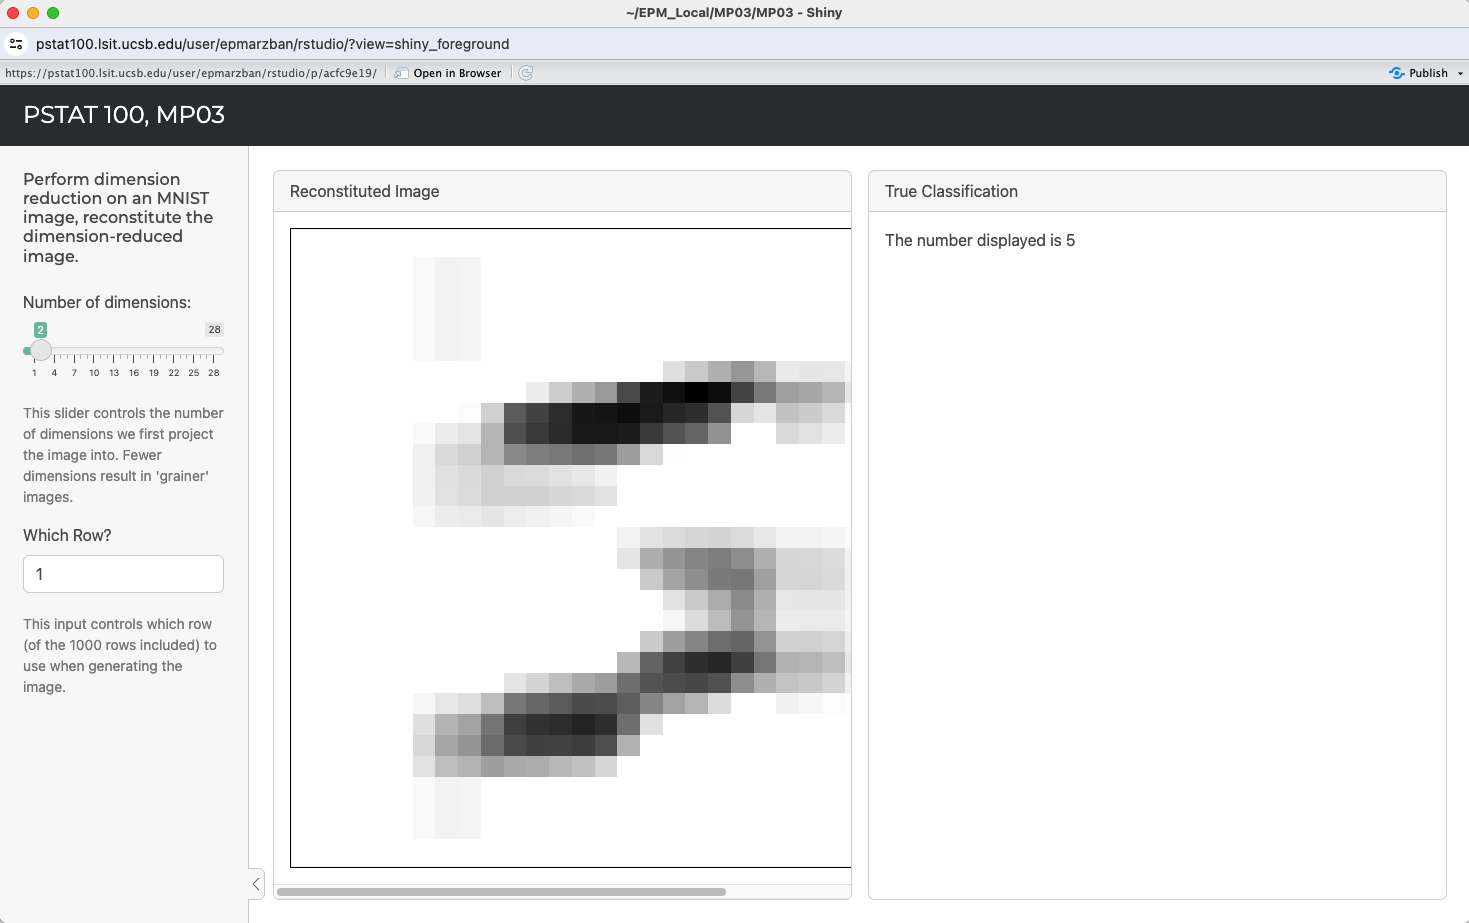 ~/EPM_Local/MP03/MP03 - Shiny
pstat100.lsit.ucsb.edu/user/epmarzban/rstudio/?view=shiny_foreground
https://pstat100.lsit.ucsb.edu/user/epmarzban/rstudio/p/acfc9e19/ Open in Browser Publish
PSTAT 100, MP03
Perform dimension
reduction on an MNIST
image, reconstitute the
dimension-reduced
image.
Number of dimensions:
2 28
1 4 7 10 13 16 19 22 25 28
This slider controls the number
of dimensions we first project
the image into. Fewer
dimensions result in 'grainer'
images.
Which Row?
1
This input controls which row
(of the 1000 rows included) to
use when generating the
image.
Reconstituted Image
True Classification
The number displayed is 5